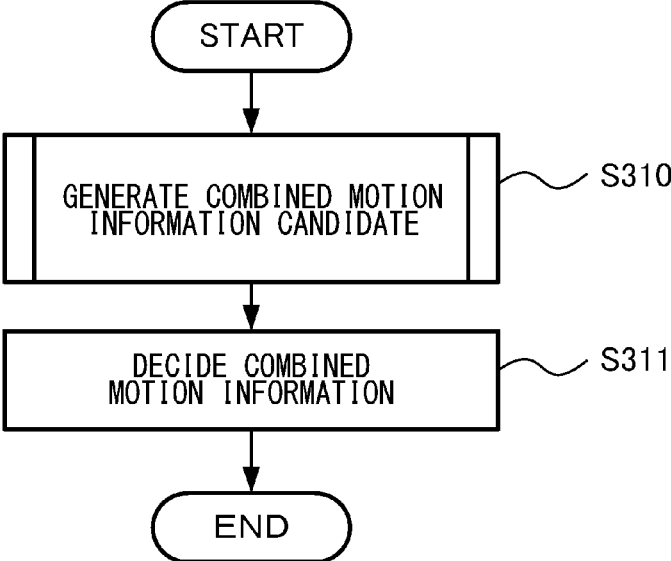 START
GENERATE COMBINED MOTION
INFORMATION CANDIDATE
S310
DECIDE COMBINED
MOTION INFORMATION
S311
END